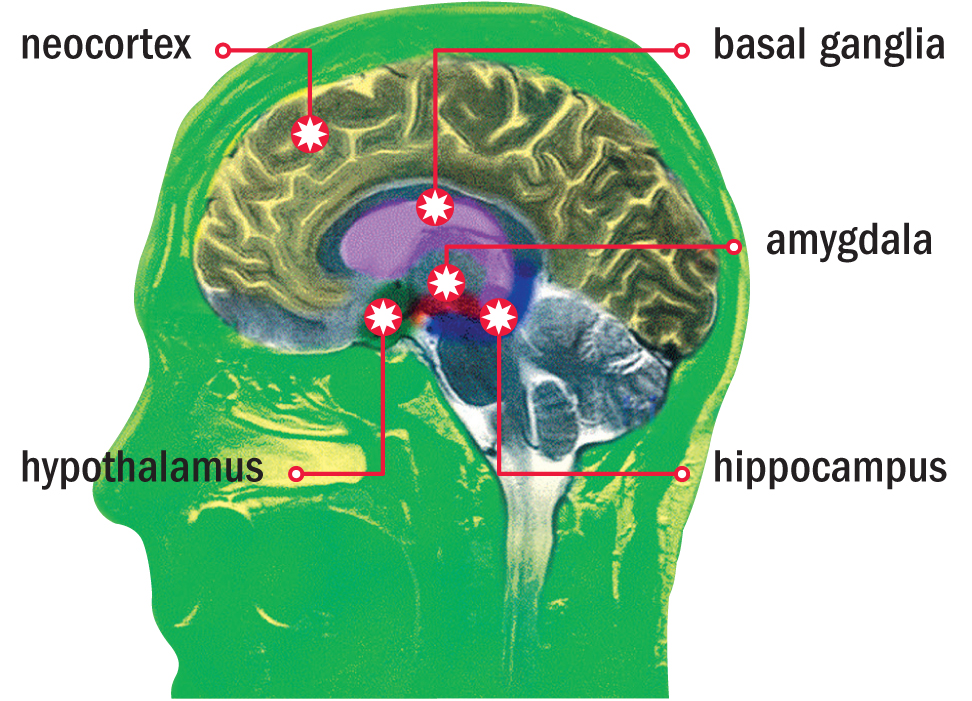 neocortex
basal ganglia
amygdala
hypothalamus
hippocampus